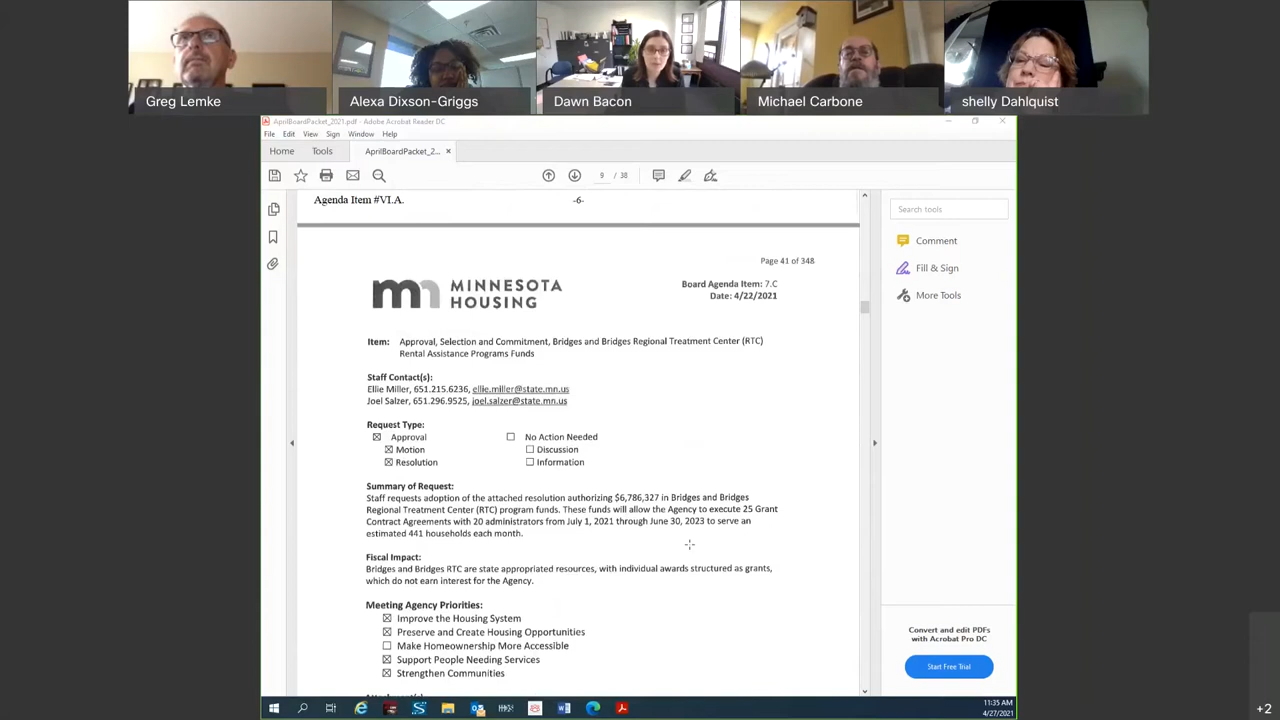 Greg Lemke
Alexa Dixson-Griggs
Dawn Bacon
Michael Carbone
shelly Dahlquist
AprilBoardPacket_2021.pdf - Adobe Acrobat Reader DC
File Edit View Sign Window Help
Home Tools AprilBoardPacket_2... ×
9 / 38
Search tools
Comment
Fill & Sign
More Tools
Agenda Item #VI.A. -6-
Page 41 of 348
mn MINNESOTA
HOUSING
Board Agenda Item: 7.C
Date: 4/22/2021
Item: Approval, Selection and Commitment, Bridges and Bridges Regional Treatment Center (RTC)
Rental Assistance Programs Funds
Staff Contact(s):
Ellie Miller, 651.215.6236, ellie.miller@state.mn.us
Joel Salzer, 651.296.9525, joel.salzer@state.mn.us
Request Type:
☒ Approval ☐ No Action Needed
☒ Motion ☐ Discussion
☒ Resolution ☐ Information
Summary of Request:
Staff requests adoption of the attached resolution authorizing $6,786,327 in Bridges and Bridges
Regional Treatment Center (RTC) program funds. These funds will allow the Agency to execute 25 Grant
Contract Agreements with 20 administrators from July 1, 2021 through June 30, 2023 to serve an
estimated 441 households each month.
Fiscal Impact:
Bridges and Bridges RTC are state appropriated resources, with individual awards structured as grants,
which do not earn interest for the Agency.
Meeting Agency Priorities:
☒ Improve the Housing System
☒ Preserve and Create Housing Opportunities
☐ Make Homeownership More Accessible
☒ Support People Needing Services
☒ Strengthen Communities
Convert and edit PDFs
with Acrobat Pro DC
Start Free Trial
11:35 AM
4/27/2021
+2